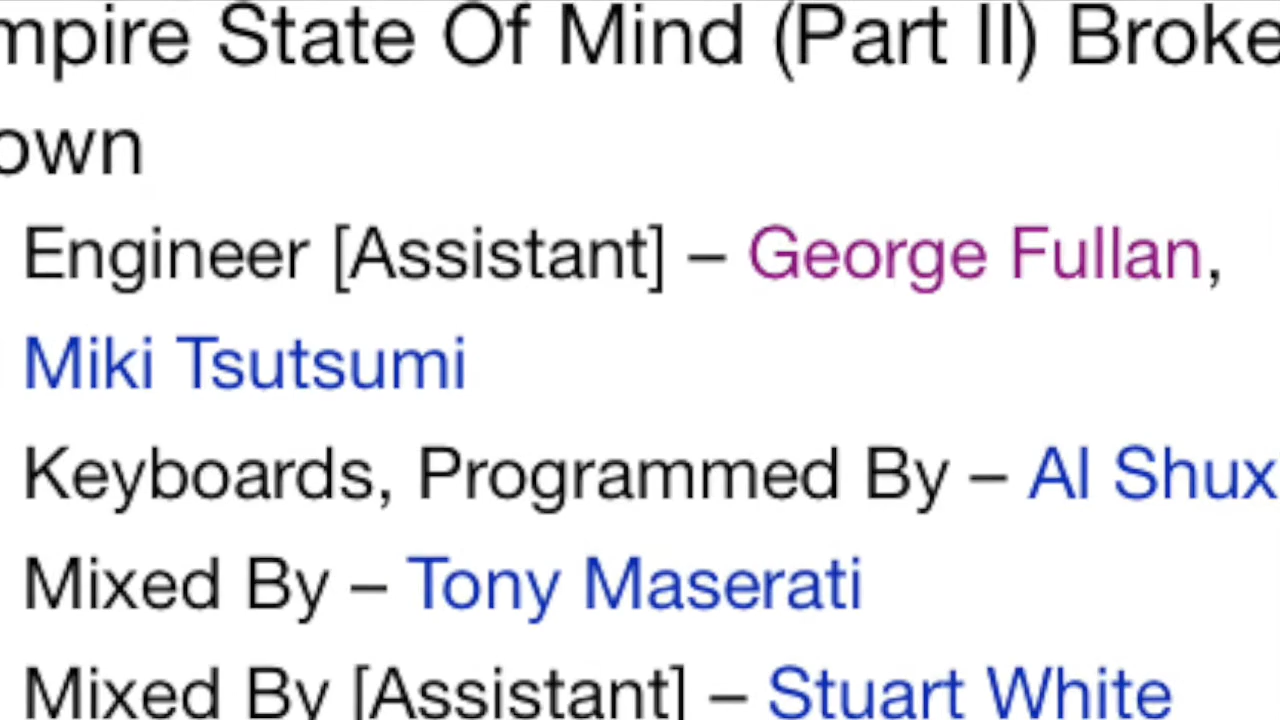 mpire State Of Mind (Part II) Broke
own
Engineer [Assistant] – George Fullan,
Miki Tsutsumi
Keyboards, Programmed By – Al Shux
Mixed By – Tony Maserati
Mixed By [Assistant] – Stuart White